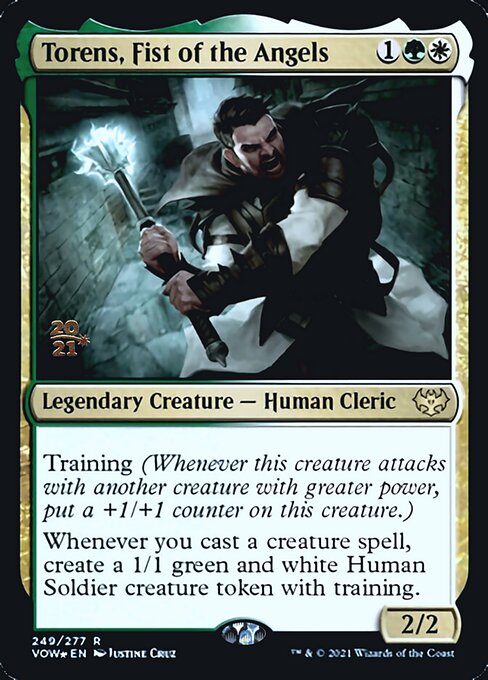 Torens, Fist of the Angels 1
20
21
Legendary Creature — Human Cleric
Training (Whenever this creature attacks
with another creature with greater power,
put a +1/+1 counter on this creature.)
Whenever you cast a creature spell,
create a 1/1 green and white Human
Soldier creature token with training.
2/2
249/277 R
VOW★EN Justine Cruz
™ & © 2021 Wizards of the Coast